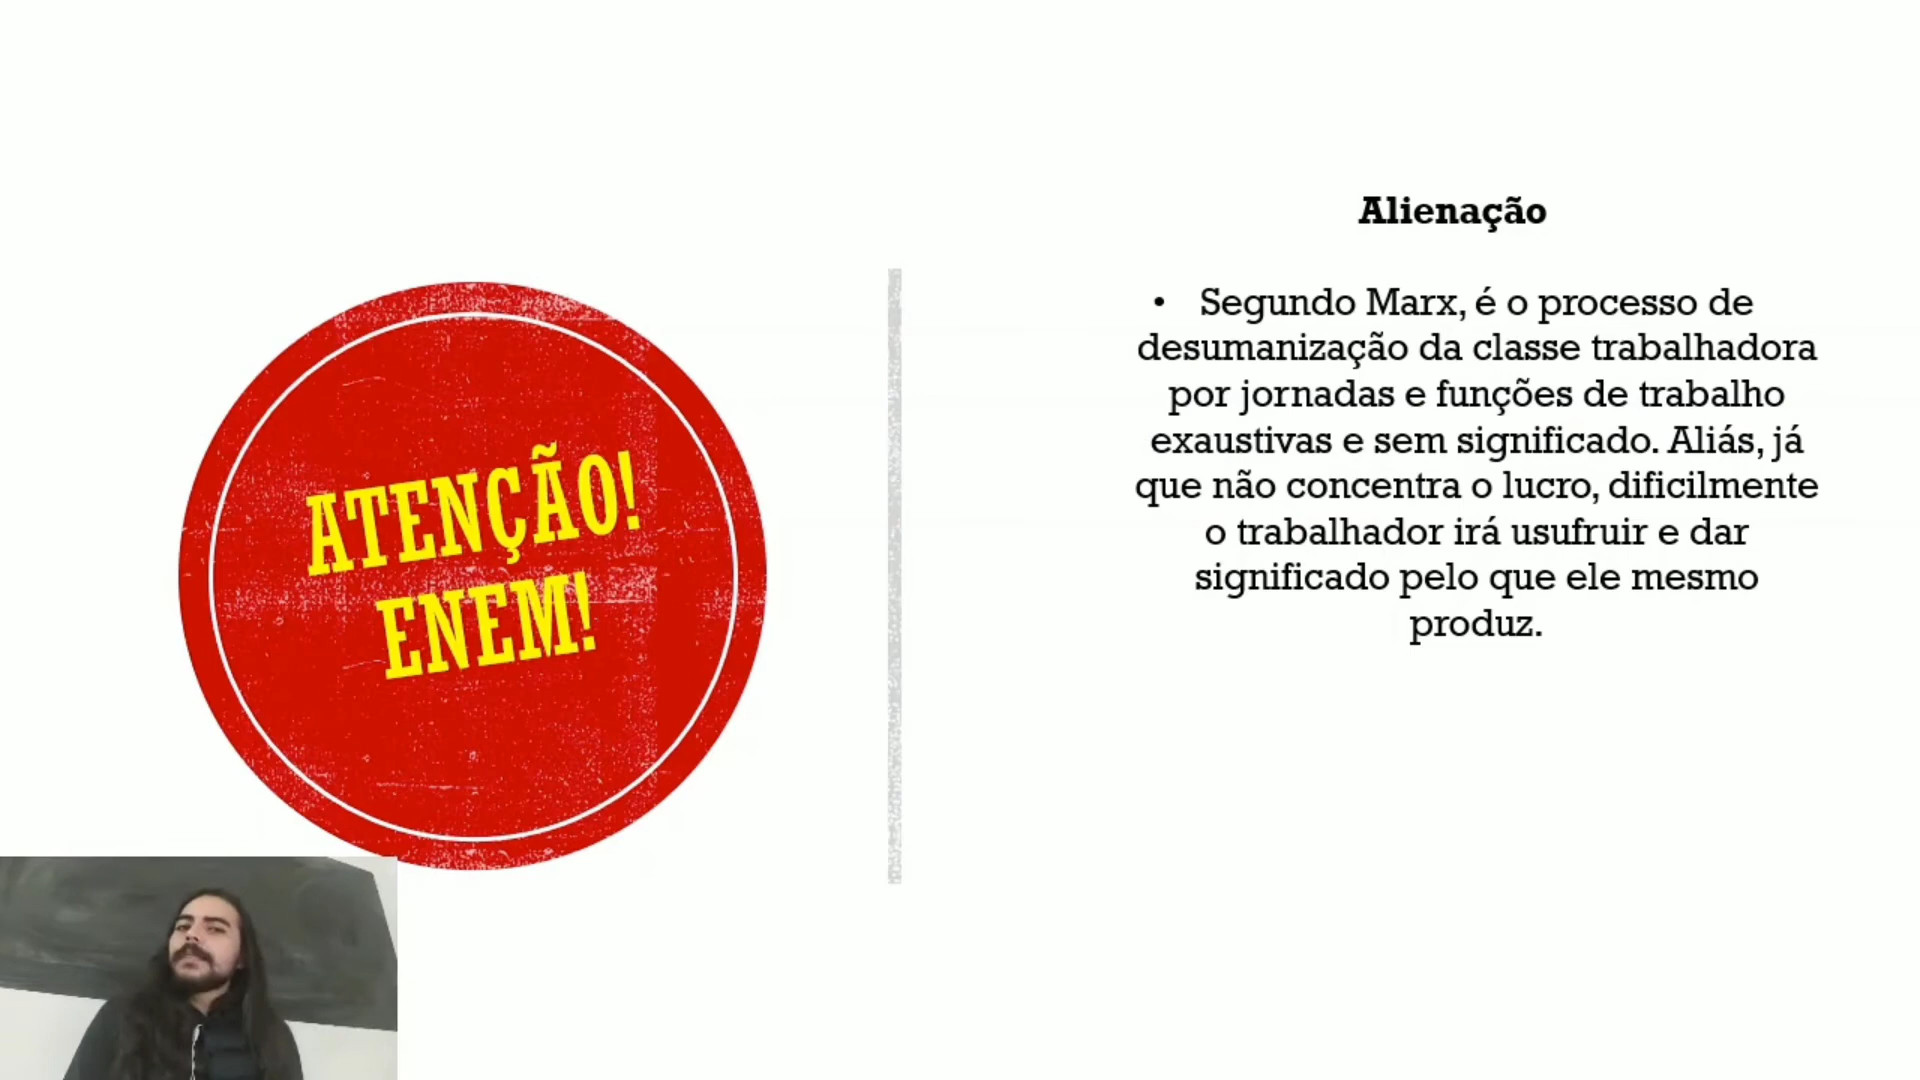 ATENÇÃO!
ENEM!
Alienação
• Segundo Marx, é o processo de
desumanização da classe trabalhadora
por jornadas e funções de trabalho
exaustivas e sem significado. Aliás, já
que não concentra o lucro, dificilmente
o trabalhador irá usufruir e dar
significado pelo que ele mesmo
produz.